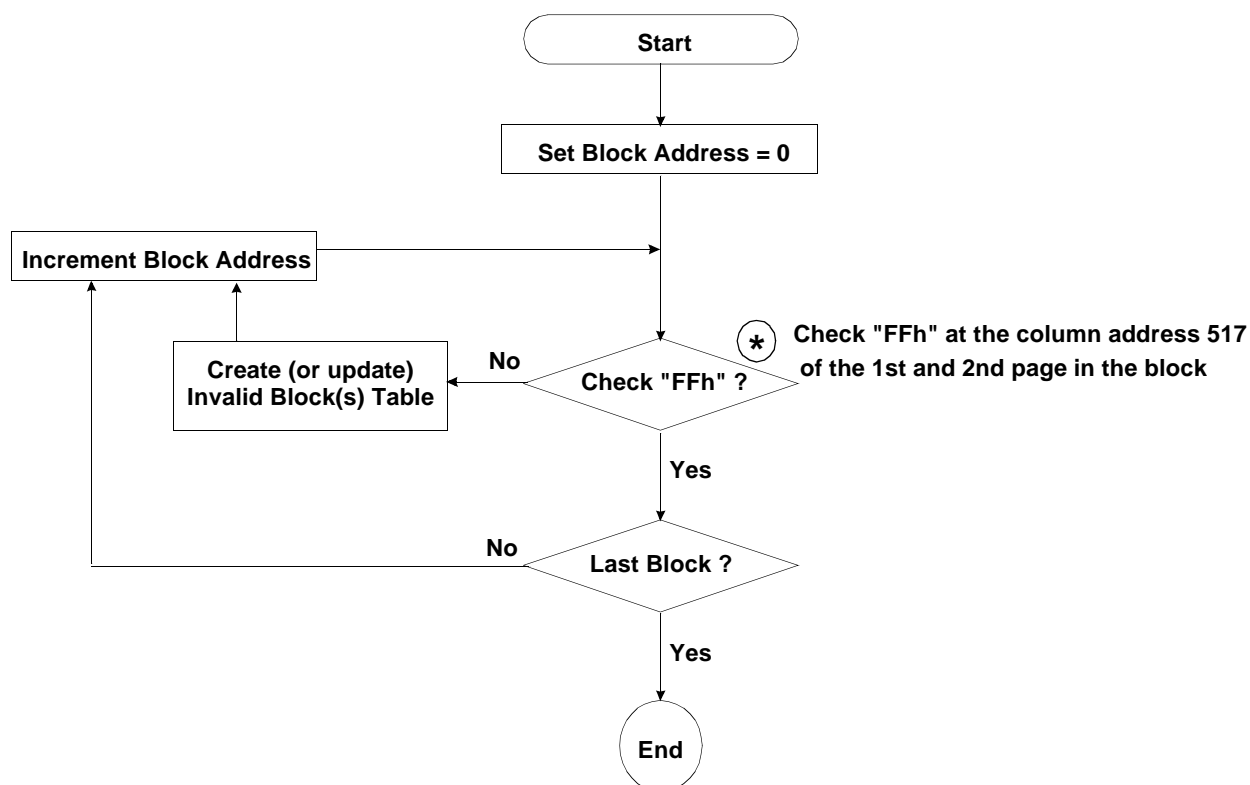 Start
Set Block Address = 0
Increment Block Address
* Check "FFh" at the column address 517
of the 1st and 2nd page in the block
No
Create (or update)
Invalid Block(s) Table
Check "FFh" ?
Yes
No
Last Block ?
Yes
End